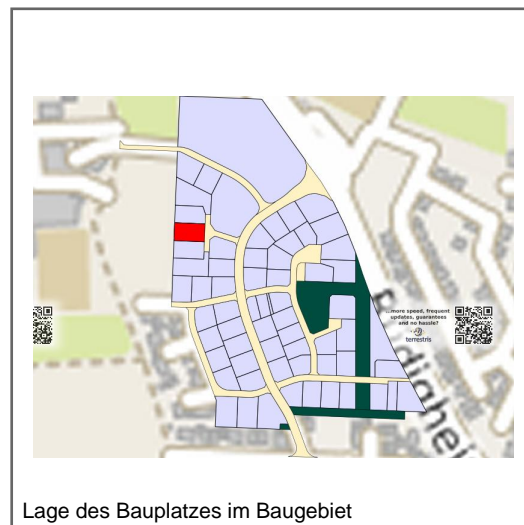 ...more speed, frequent
updates, guarantees
and no hassle?
terrestris
Lage des Bauplatzes im Baugebiet